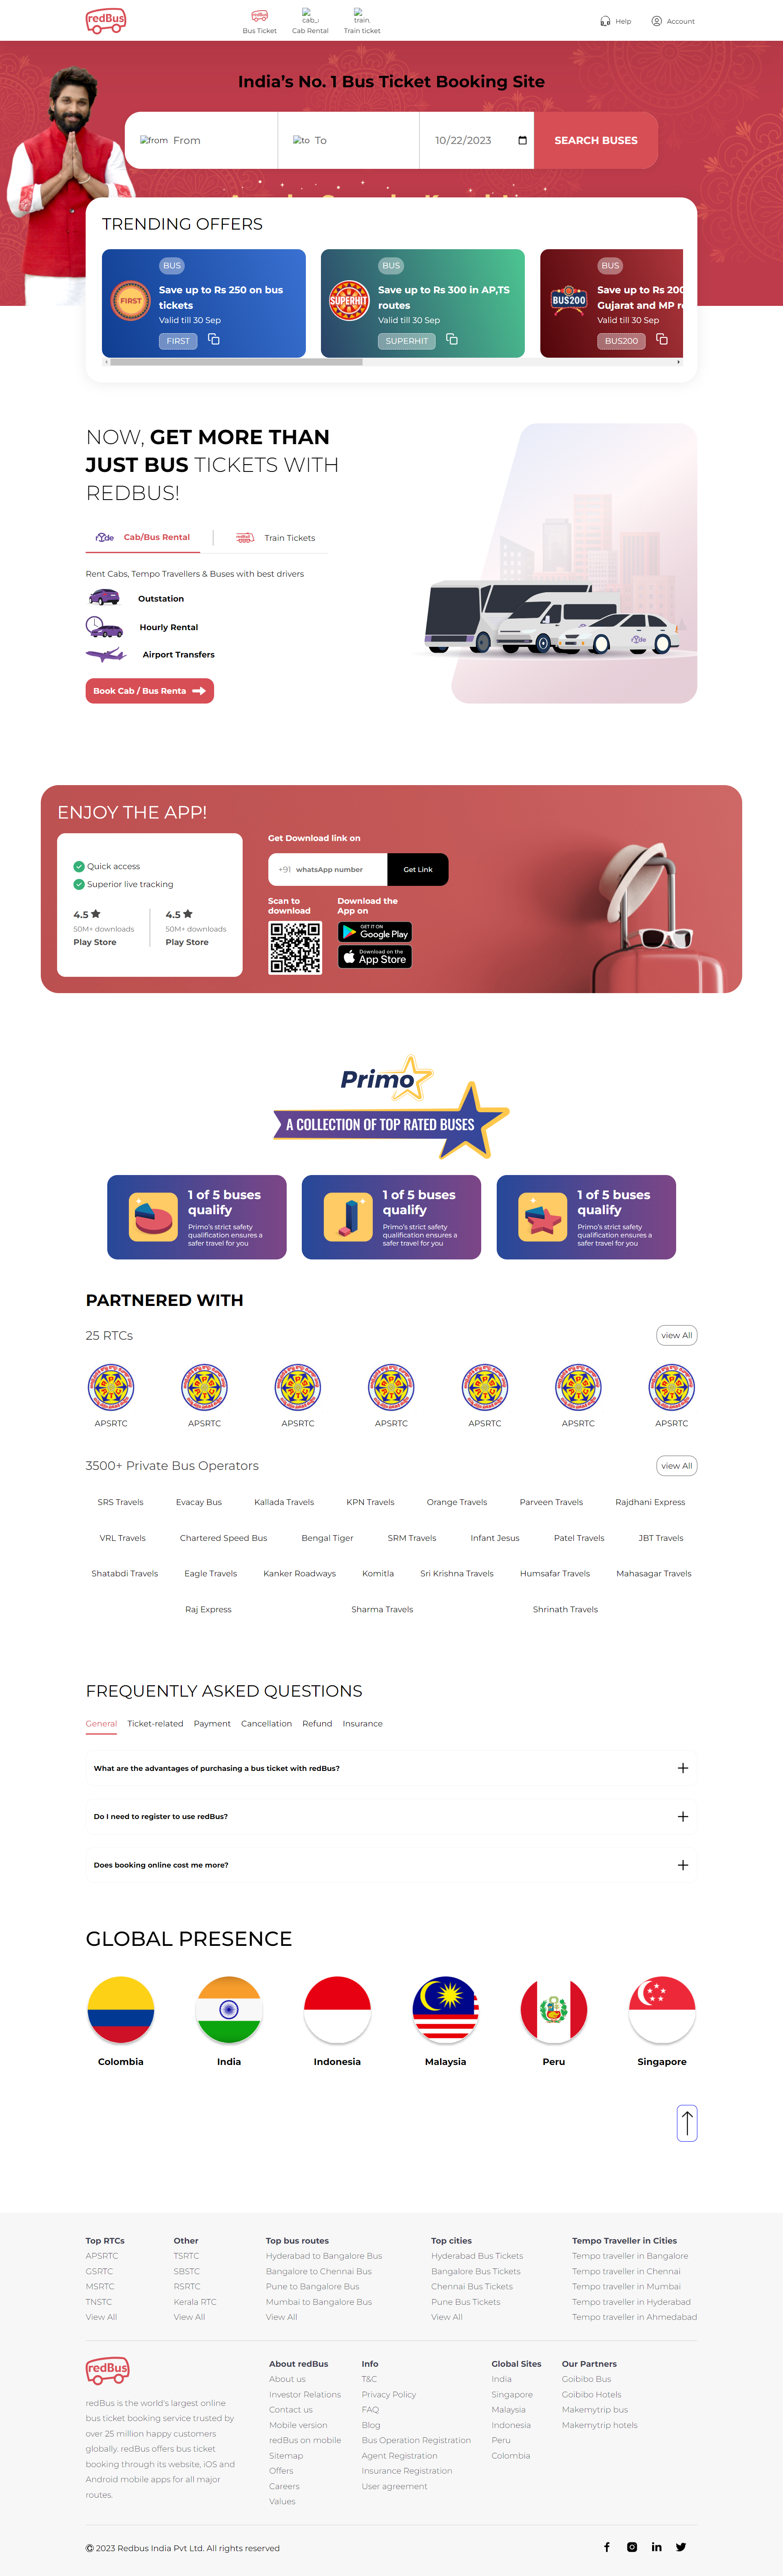 redBus
cab_
train.
Bus Ticket
Cab Rental
Train ticket
Help
Account
India's No. 1 Bus Ticket Booking Site
from From
to To
10/22/2023
SEARCH BUSES
TRENDING OFFERS
BUS
Save up to Rs 250 on bus
tickets
Valid till 30 Sep
FIRST
FIRST
BUS
Save up to Rs 300 in AP,TS
routes
Valid till 30 Sep
SUPERHIT
SUPERHIT
BUS
Save up to Rs 200
Gujarat and MP
Valid till 30 Sep
BUS200
BUS200
NOW, GET MORE THAN
JUST BUS TICKETS WITH
REDBUS!
rYde Cab/Bus Rental
Train Tickets
Rent Cabs, Tempo Travellers & Buses with best drivers
Outstation
Hourly Rental
Airport Transfers
Book Cab / Bus Renta
rYde
ENJOY THE APP!
Quick access
Superior live tracking
4.5
50M+ downloads
Play Store
4.5
50M+ downloads
Play Store
Get Download link on
+91 whatsApp number
Get Link
Scan to
download
Download the
App on
GET IT ON
Google Play
Download on the
App Store
Primo
A COLLECTION OF TOP RATED BUSES
1 of 5 buses
qualify
Primo's strict safety
qualification ensures a
safer travel for you
1 of 5 buses
qualify
Primo's strict safety
qualification ensures a
safer travel for you
1 of 5 buses
qualify
Primo's strict safety
qualification ensures a
safer travel for you
PARTNERED WITH
25 RTCs
view All
APSRTC
APSRTC
APSRTC
APSRTC
APSRTC
APSRTC
APSRTC
3500+ Private Bus Operators
view All
SRS Travels Evacay Bus Kallada Travels KPN Travels Orange Travels Parveen Travels Rajdhani Express
VRL Travels Chartered Speed Bus Bengal Tiger SRM Travels Infant Jesus Patel Travels JBT Travels
Shatabdi Travels Eagle Travels Kanker Roadways Komitla Sri Krishna Travels Humsafar Travels Mahasagar Travels
Raj Express Sharma Travels Shrinath Travels
FREQUENTLY ASKED QUESTIONS
General Ticket-related Payment Cancellation Refund Insurance
What are the advantages of purchasing a bus ticket with redBus?
Do I need to register to use redBus?
Does booking online cost me more?
GLOBAL PRESENCE
Colombia
India
Indonesia
Malaysia
Peru
Singapore
Top RTCs
APSRTC
GSRTC
MSRTC
TNSTC
View All
Other
TSRTC
SBSTC
RSRTC
Kerala RTC
View All
Top bus routes
Hyderabad to Bangalore Bus
Bangalore to Chennai Bus
Pune to Bangalore Bus
Mumbai to Bangalore Bus
View All
Top cities
Hyderabad Bus Tickets
Bangalore Bus Tickets
Chennai Bus Tickets
Pune Bus Tickets
View All
Tempo Traveller in Cities
Tempo traveller in Bangalore
Tempo traveller in Chennai
Tempo traveller in Mumbai
Tempo traveller in Hyderabad
Tempo traveller in Ahmedabad
redBus
redBus is the world's largest online
bus ticket booking service trusted by
over 25 million happy customers
globally. redBus offers bus ticket
booking through its website, iOS and
Android mobile apps for all major
routes.
About redBus
About us
Investor Relations
Contact us
Mobile version
redBus on mobile
Sitemap
Offers
Careers
Values
Info
T&C
Privacy Policy
FAQ
Blog
Bus Operation Registration
Agent Registration
Insurance Registration
User agreement
Global Sites
India
Singapore
Malaysia
Indonesia
Peru
Colombia
Our Partners
Goibibo Bus
Goibibo Hotels
Makemytrip bus
Makemytrip hotels
© 2023 Redbus India Pvt Ltd. All rights reserved